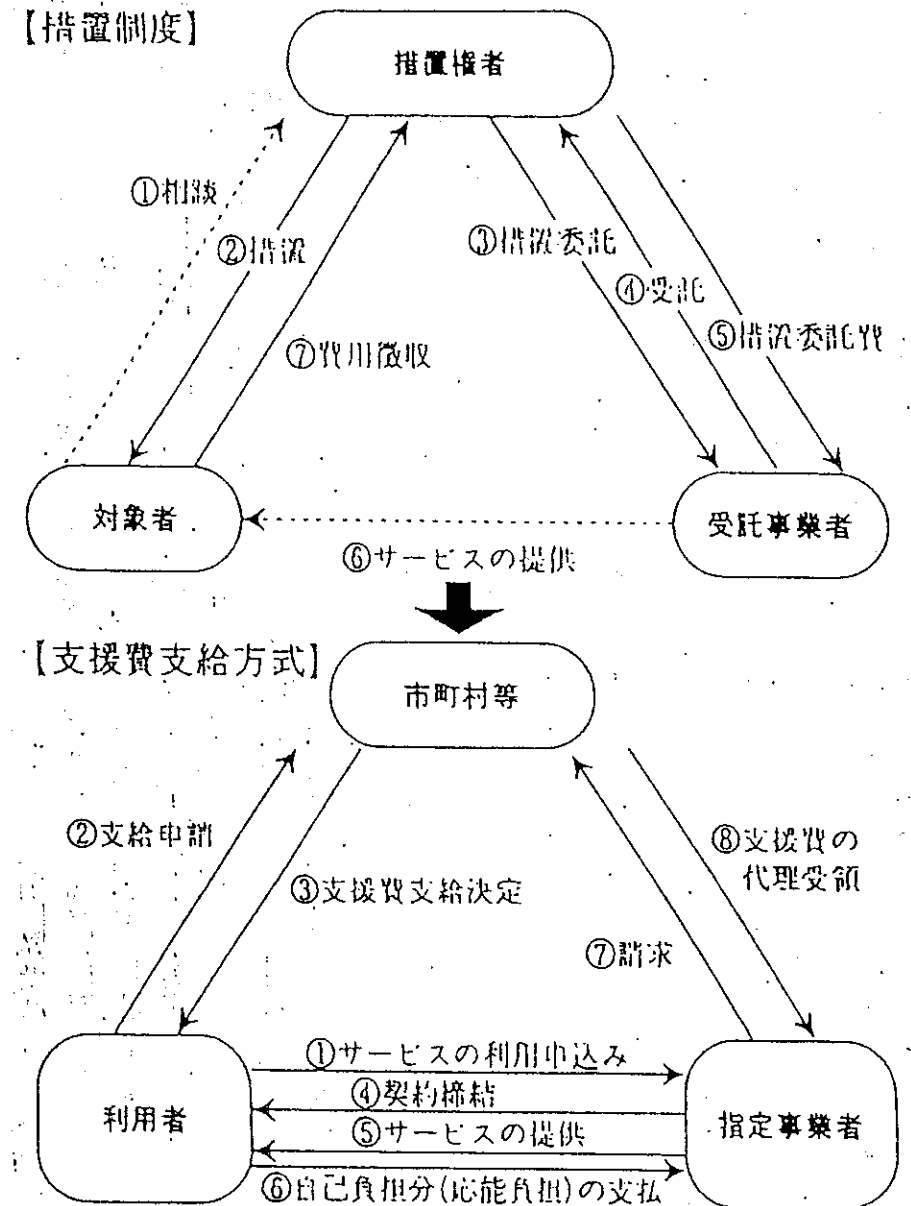 【措置制度】
措置権者
①相談
②措置
③措置委託
④受託
⑤措置委託費
⑦費用徴収
対象者
受託事業者
⑥サービスの提供
【支援費支給方式】
市町村等
②支給申請
⑧支援費の
代理受領
③支援費支給決定
⑦請求
①サービスの利用申込み
④契約締結
利用者
指定事業者
⑤サービスの提供
⑥自己負担分(応能負担)の支払